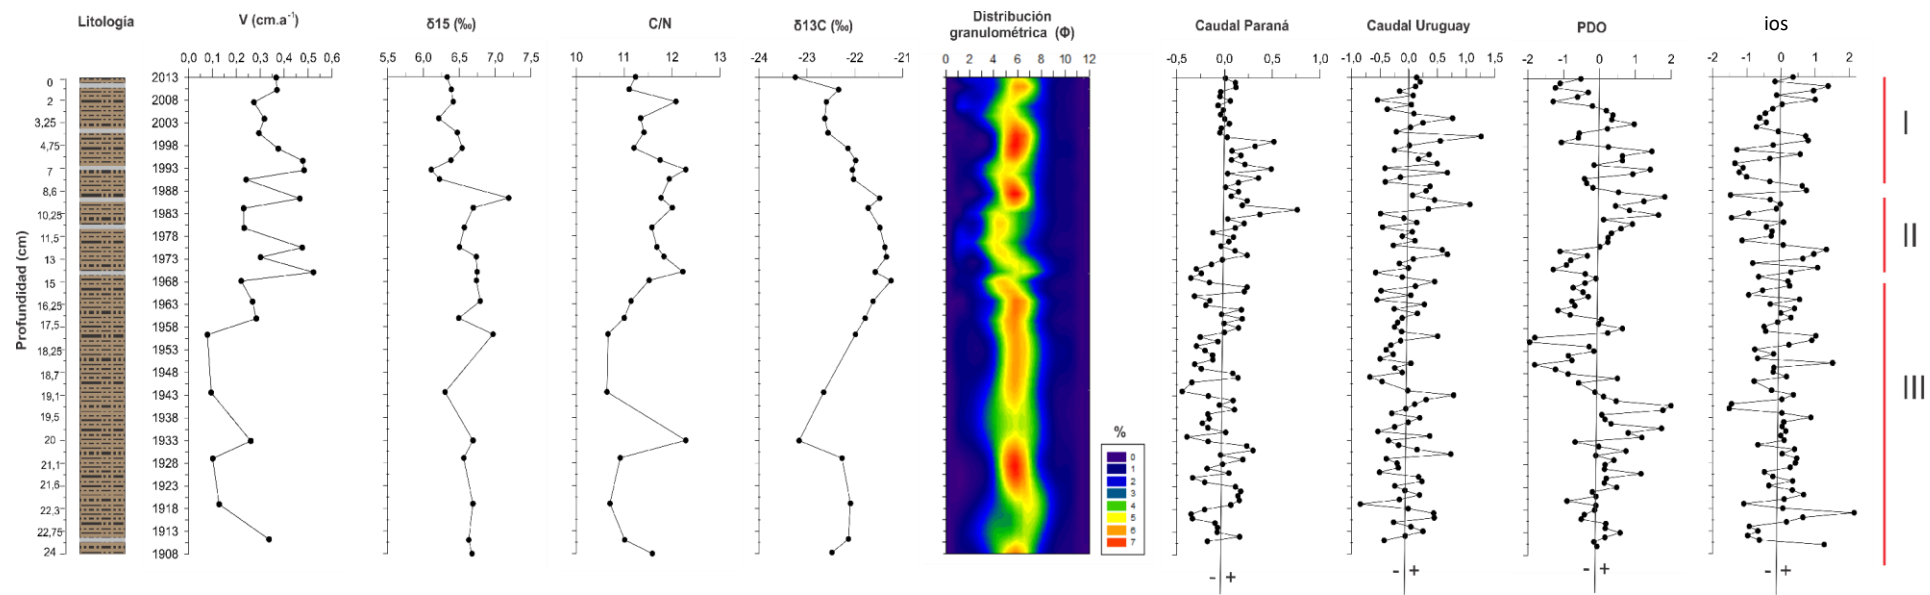 Litología
V (cm.a⁻¹)
δ15 (‰)
C/N
δ13C (‰)
Distribución
granulométrica (Φ)
Caudal Paraná
Caudal Uruguay
PDO
ios
0,0 0,1 0,2 0,3 0,4 0,5 0,6
5,5 6,0 6,5 7,0 7,5
10 11 12 13
-24 -23 -22 -21
0 2 4 6 8 10 12
-0,5 0,0 0,5 1,0
-1,0 -0,5 0,0 0,5 1,0 1,5
-2 -1 0 1 2
-2 -1 0 1 2
Profundidad (cm)
0
2
3,25
4,75
7
8,6
10,25
11,5
13
15
16,25
17,5
18,25
18,7
19,1
19,5
20
21,1
21,6
22,3
22,75
24
2013
2008
2003
1998
1993
1988
1983
1978
1973
1968
1963
1958
1953
1948
1943
1938
1933
1928
1923
1918
1913
1908
%
0
1
2
3
4
5
6
7
- +
- +
- +
- +
I
II
III